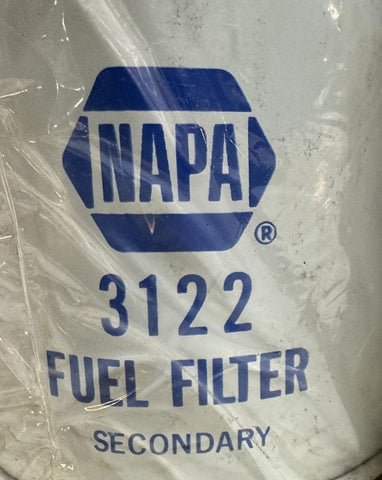 NAPA
®
3122
FUEL FILTER
SECONDARY